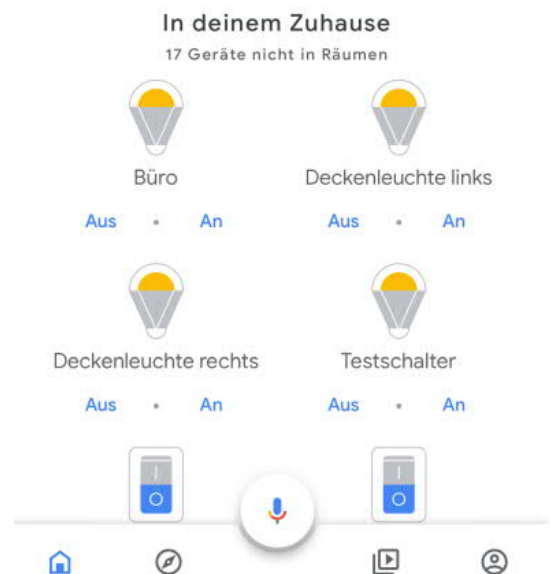 In deinem Zuhause
17 Geräte nicht in Räumen
Büro
Deckenleuchte links
Aus • An
Aus • An
Deckenleuchte rechts
Testschalter
Aus • An
Aus • An